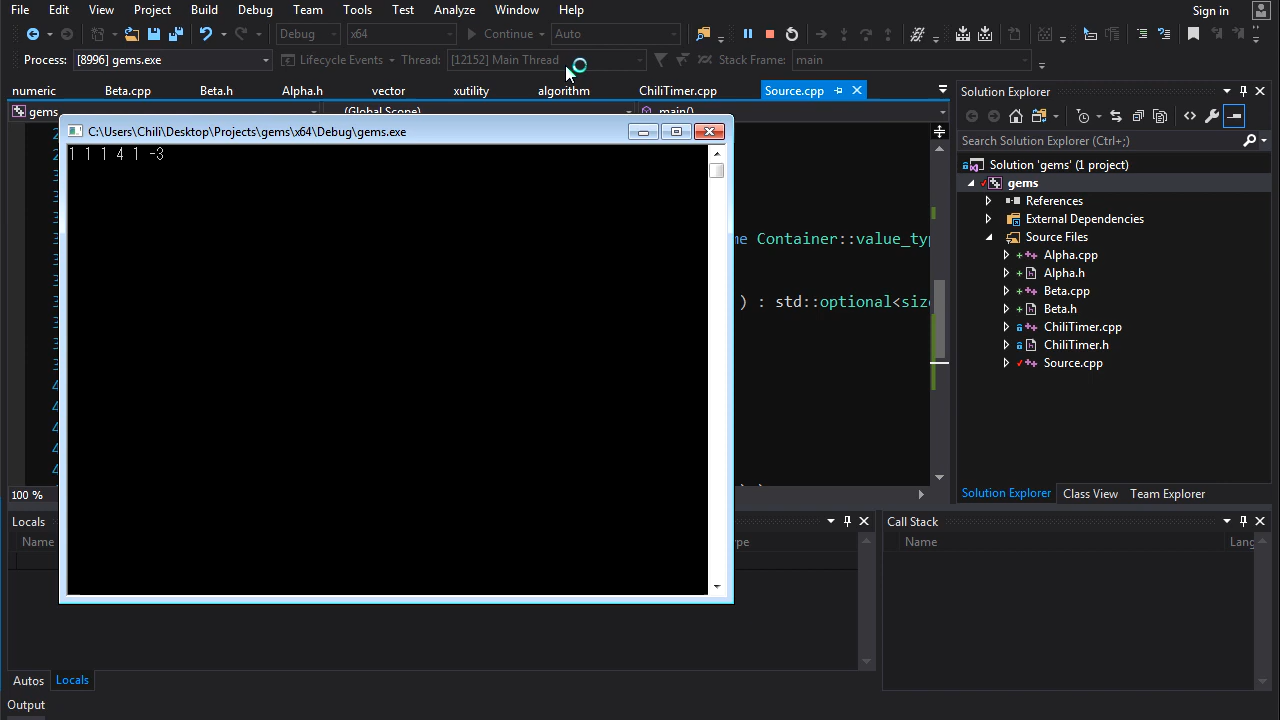 File Edit View Project Build Debug Team Tools Test Analyze Window Help Sign in
Debug x64 Continue Auto
Process: [8996] gems.exe Lifecycle Events Thread: [12152] Main Thread Stack Frame: main
numeric Beta.cpp Beta.h Alpha.h vector xutility algorithm ChiliTimer.cpp Source.cpp
gems (Global Scope) main()
C:\Users\Chili\Desktop\Projects\gems\x64\Debug\gems.exe
1 1 1 4 1 -3
me Container::value_ty
) : std::optional<siz
100 %
Solution Explorer
Search Solution Explorer (Ctrl+;)
Solution 'gems' (1 project)
gems
References
External Dependencies
Source Files
Alpha.cpp
Alpha.h
Beta.cpp
Beta.h
ChiliTimer.cpp
ChiliTimer.h
Source.cpp
Solution Explorer Class View Team Explorer
Locals
Name
Call Stack
Name Lang
Autos Locals
Output